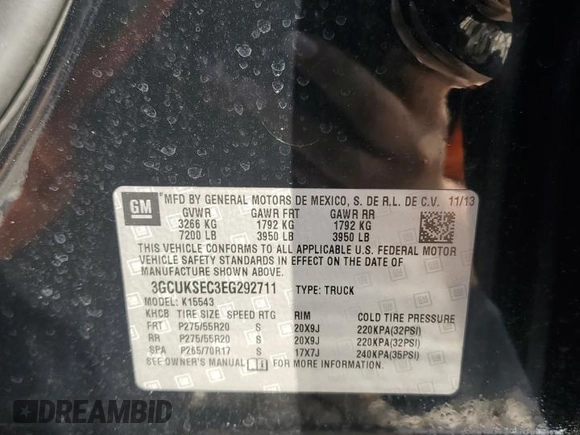 GM
MFD BY GENERAL MOTORS DE MEXICO, S. DE R.L. DE C.V. 11/13
GVWR GAWR FRT GAWR RR
3266 KG 1792 KG 1792 KG
7200 LB 3950 LB 3950 LB
THIS VEHICLE CONFORMS TO ALL APPLICABLE U.S. FEDERAL MOTOR
VEHICLE SAFETY STANDARDS IN EFFECT ON THE DATE OF
MANUFACTURE SHOWN ABOVE.
3GCUKSEC3EG292711 TYPE: TRUCK
MODEL: K15543
KHCB TIRE SIZE SPEED RTG RIM COLD TIRE PRESSURE
FRT P275/55R20 S 20X9J 220KPA(32PSI)
RR P275/55R20 S 20X9J 220KPA(32PSI)
SPA P265/70R17 S 17X7J 240KPA(35PSI)
SEE OWNER'S MANUAL FOR MORE INFORMATION.
DREAMBID